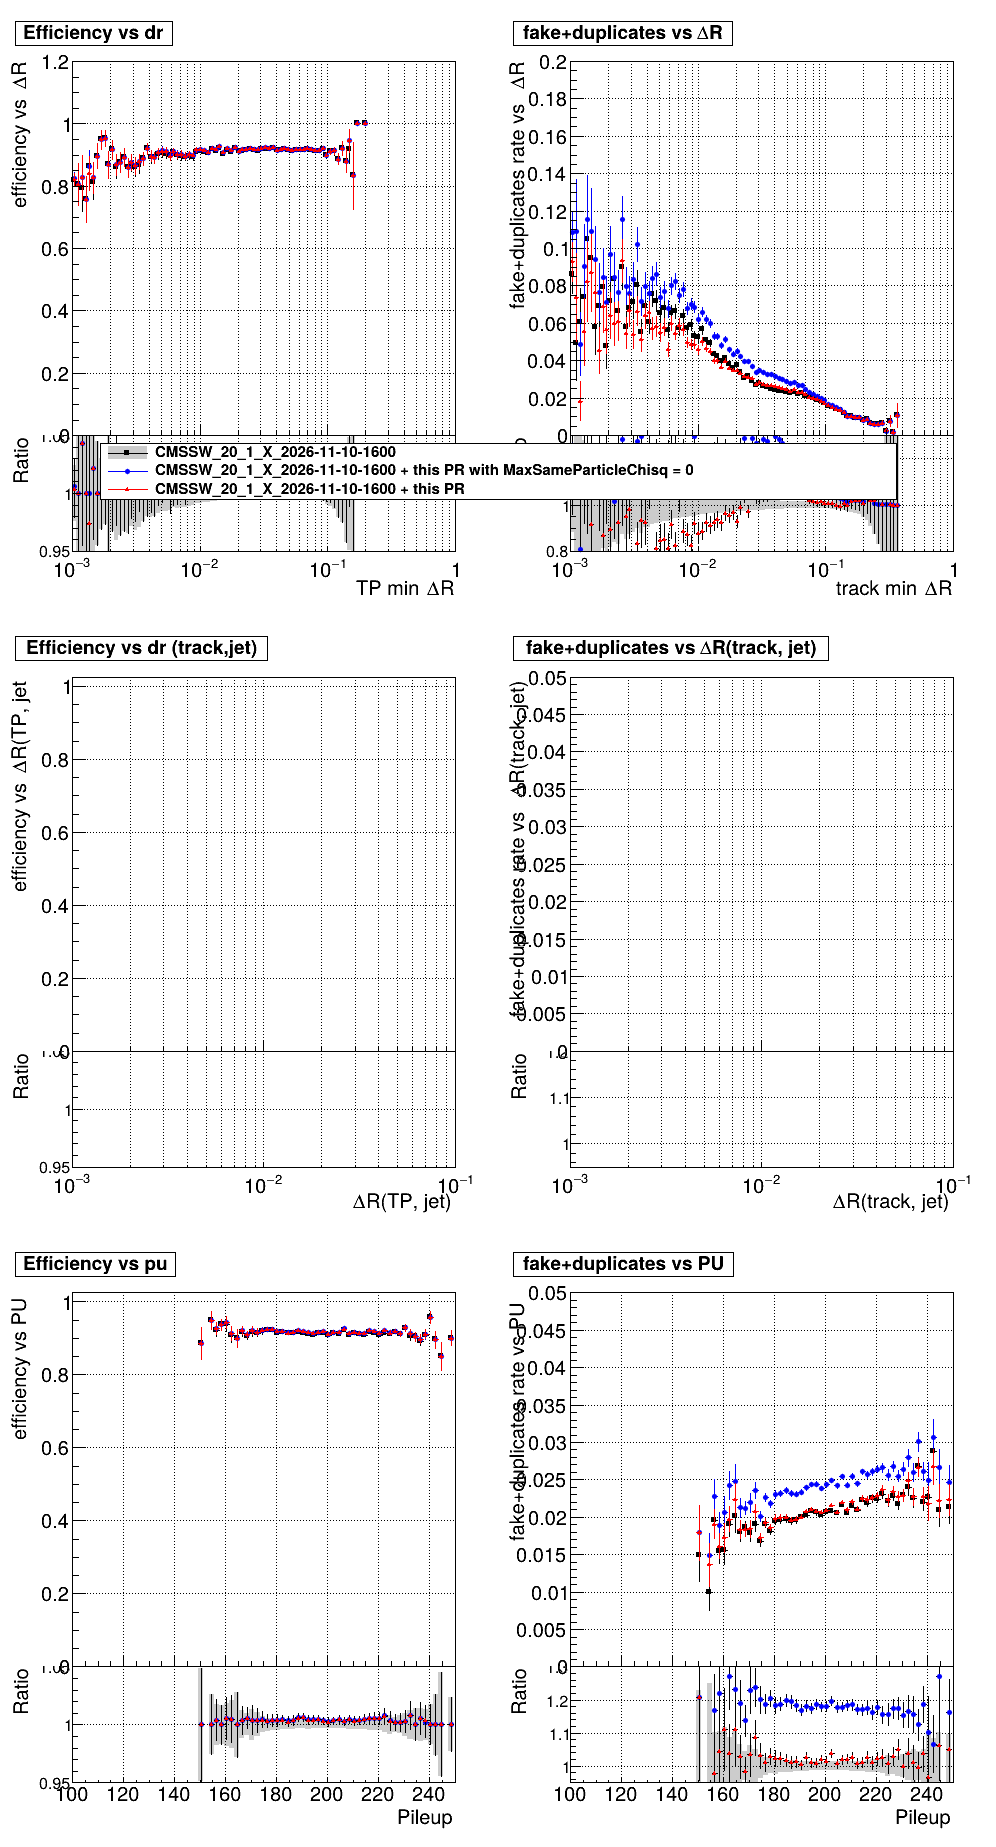 Efficiency vs dr
fake+duplicates vs ΔR
efficiency vs ΔR
1.2
1
0.8
0.6
0.4
0.2
0
fake+duplicates rate vs ΔR
0.2
0.18
0.16
0.14
0.12
0.1
0.08
0.06
0.04
0.02
0
Ratio
1
0.95
CMSSW_20_1_X_2026-11-10-1600
CMSSW_20_1_X_2026-11-10-1600 + this PR with MaxSameParticleChisq = 0
CMSSW_20_1_X_2026-11-10-1600 + this PR
1
0.8
10−3 10−2 10−1 1
TP min ΔR
10−3 10−2 10−1 1
track min ΔR
Efficiency vs dr (track,jet)
fake+duplicates vs ΔR(track, jet)
efficiency vs ΔR(TP, jet
1
0.8
0.6
0.4
0.2
0
fake+duplicates rate vs ΔR(track, jet)
0.05
0.045
0.04
0.035
0.03
0.025
0.02
0.015
0.01
0.005
0
Ratio
1
0.95
Ratio
1.1
1
10−3 10−2 10−1
ΔR(TP, jet)
10−3 10−2 10−1
ΔR(track, jet)
Efficiency vs pu
fake+duplicates vs PU
efficiency vs PU
1
0.8
0.6
0.4
0.2
0
fake+duplicates rate vs PU
0.05
0.045
0.04
0.035
0.03
0.025
0.02
0.015
0.01
0.005
0
Ratio
1
0.95
Ratio
1.3
1.2
1.1
1
100 120 140 160 180 200 220 240
Pileup
100 120 140 160 180 200 220 240
Pileup